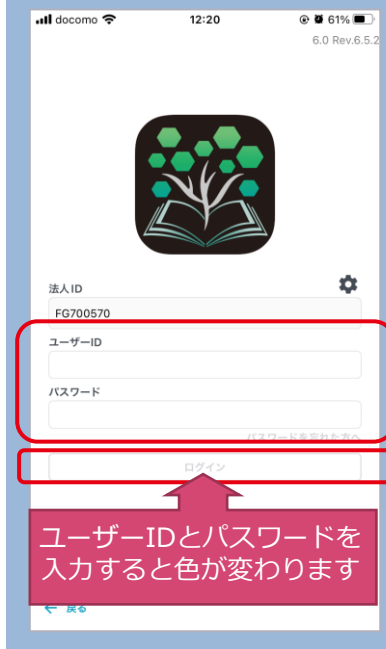 docomo 12:20 61%
6.0 Rev.6.5.2
法人ID
FG700570
ユーザーID
パスワード
パスワードを忘れた方へ
ログイン
ユーザーIDとパスワードを
入力すると色が変わります
← 戻る